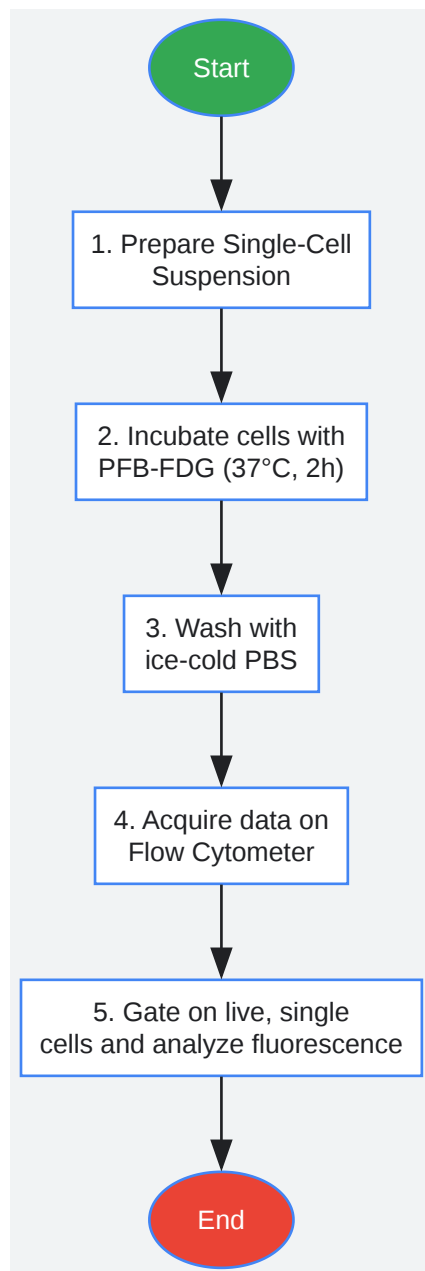 Start
1. Prepare Single-Cell
Suspension
2. Incubate cells with
PFB-FDG (37°C, 2h)
3. Wash with
ice-cold PBS
4. Acquire data on
Flow Cytometer
5. Gate on live, single
cells and analyze fluorescence
End